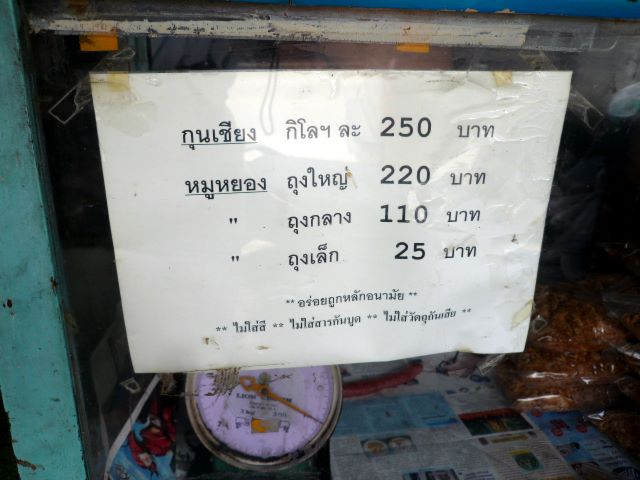 กุนเชียง กิโลฯ ละ 250 บาท
หมูหยอง ถุงใหญ่ 220 บาท
" ถุงกลาง 110 บาท
" ถุงเล็ก 25 บาท
** อร่อยถูกหลักอนามัย **
** ไม่ใส่สี ** ** ไม่ใส่สารกันบูด ** ** ไม่ใส่วัตถุกันเสีย **